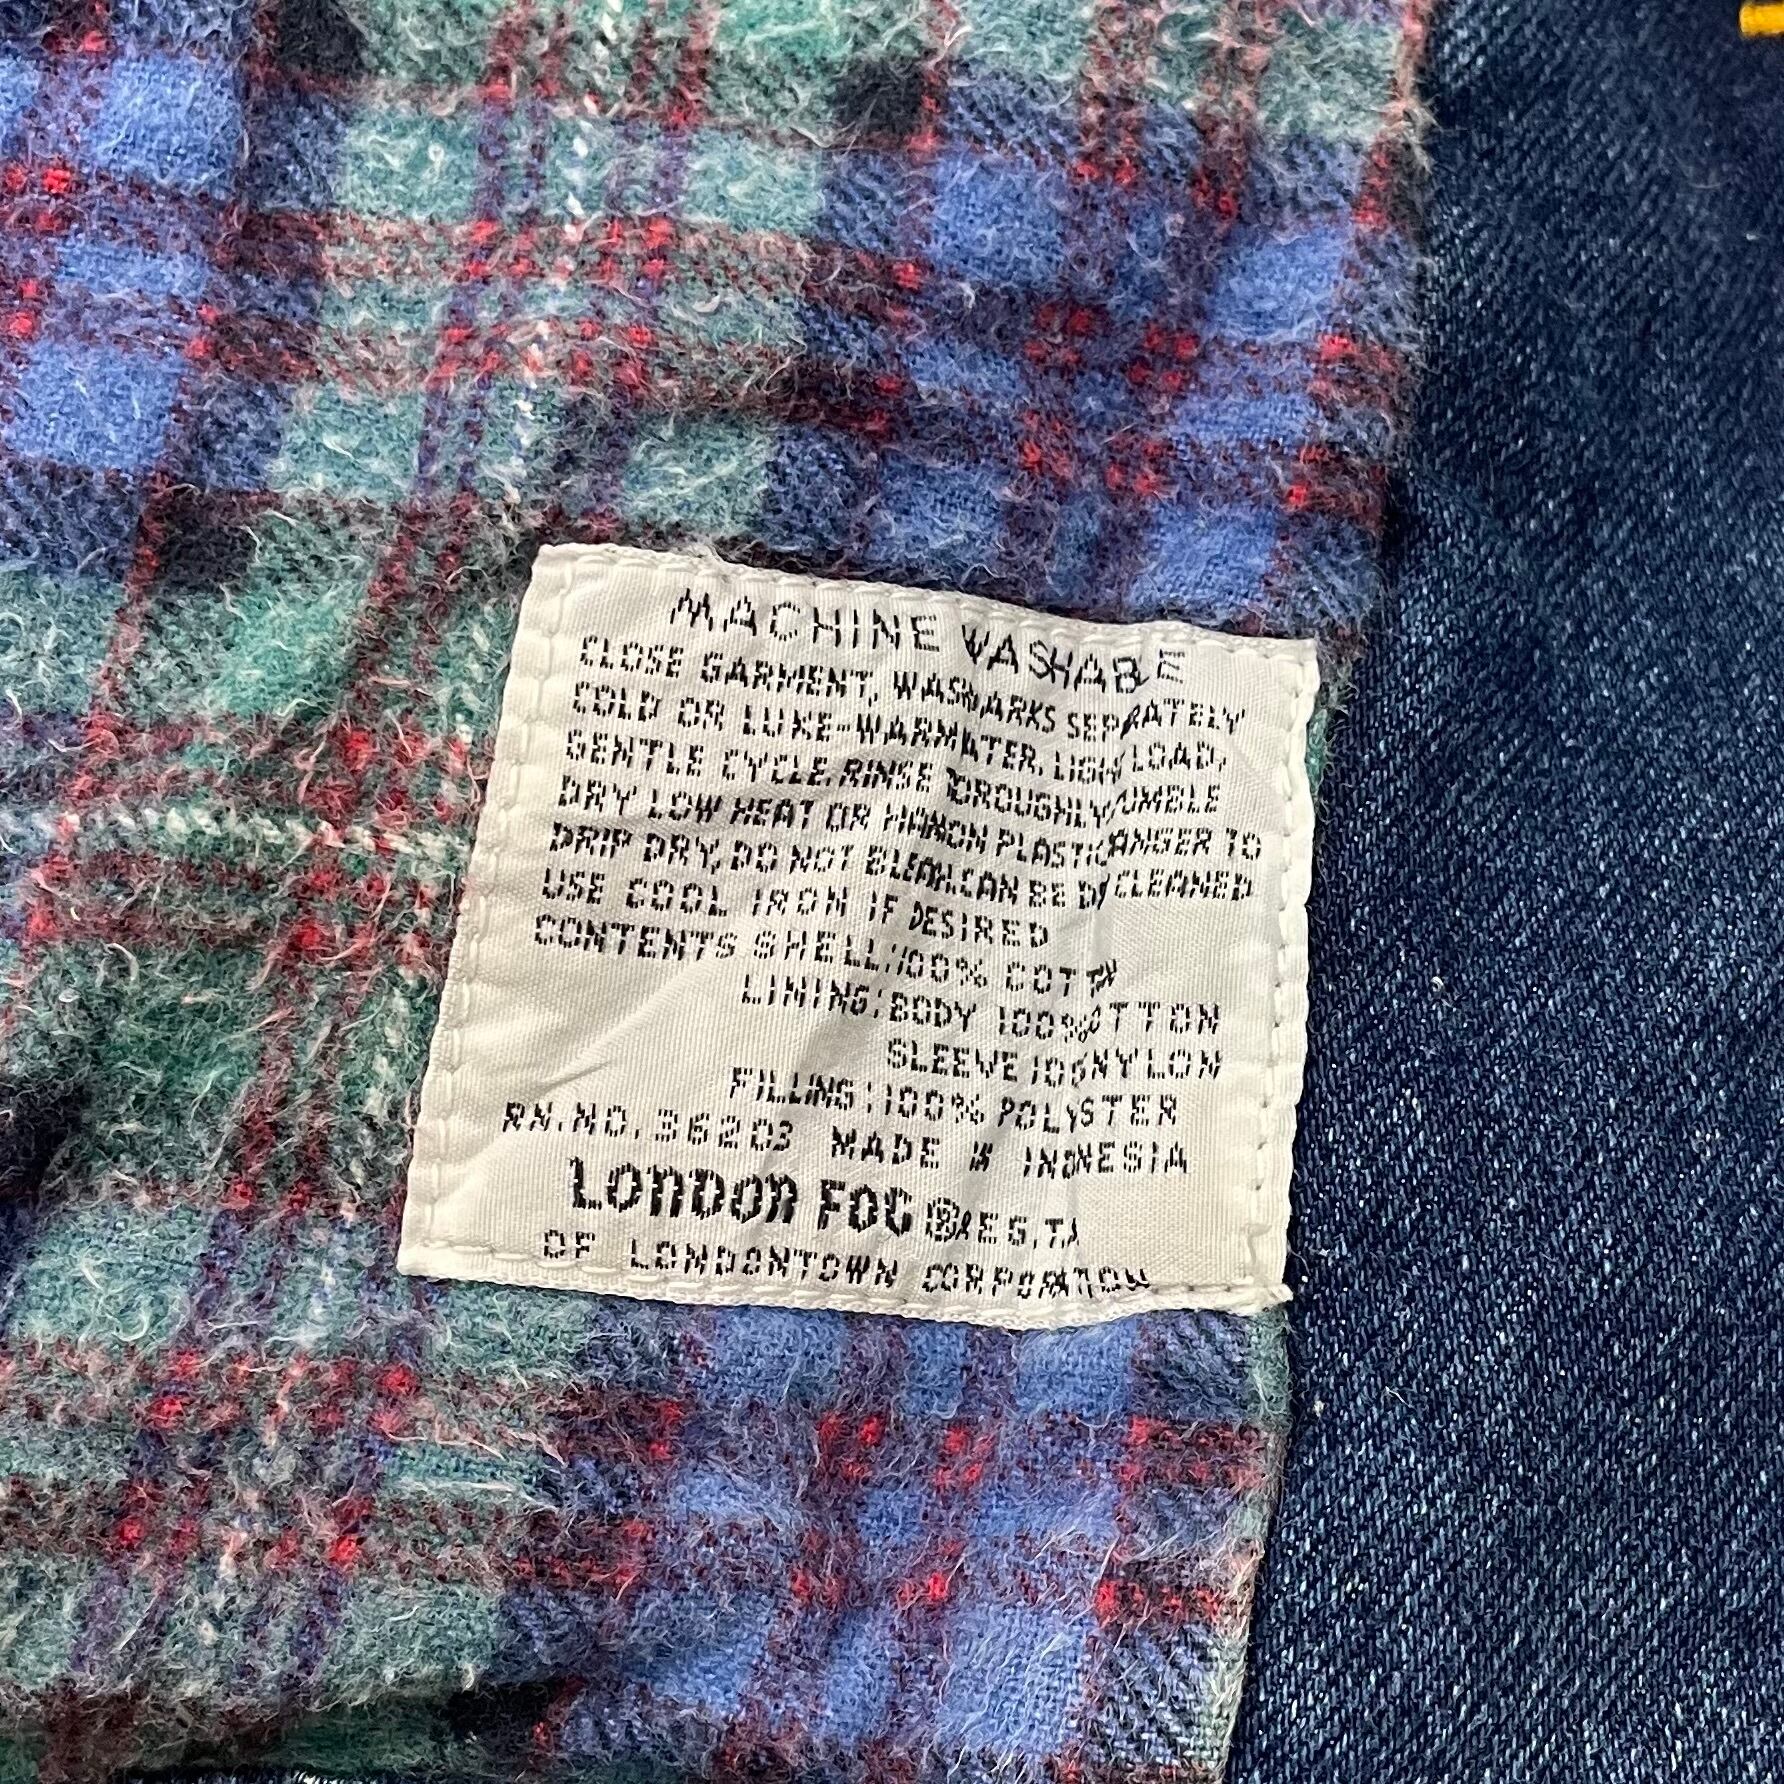 MACHINE WASHABLE
CLOSE GARMENT, WASH DARKS SEPARATELY
COLD OR LUKE-WARM WATER. LIGHT LOAD,
GENTLE CYCLE. RINSE THOROUGHLY, TUMBLE
DRY LOW HEAT OR HANG ON PLASTIC HANGER TO
DRIP DRY, DO NOT BLEACH. CAN BE DRY CLEANED
USE COOL IRON IF DESIRED
CONTENTS SHELL: 100% COTTON
LINING: BODY 100% COTTON
SLEEVE 100% NYLON
FILLING: 100% POLYESTER
RN. NO. 36203 MADE IN INDONESIA
LONDON FOG ® REG. T.
OF LONDONTOWN CORPORATION